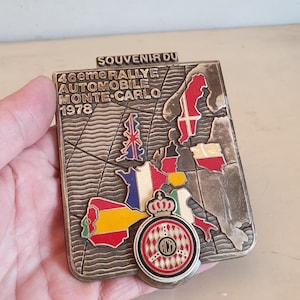 SOUVENIR DU
46eme RALLYE
AUTOMOBILE
MONTE-CARLO
1978